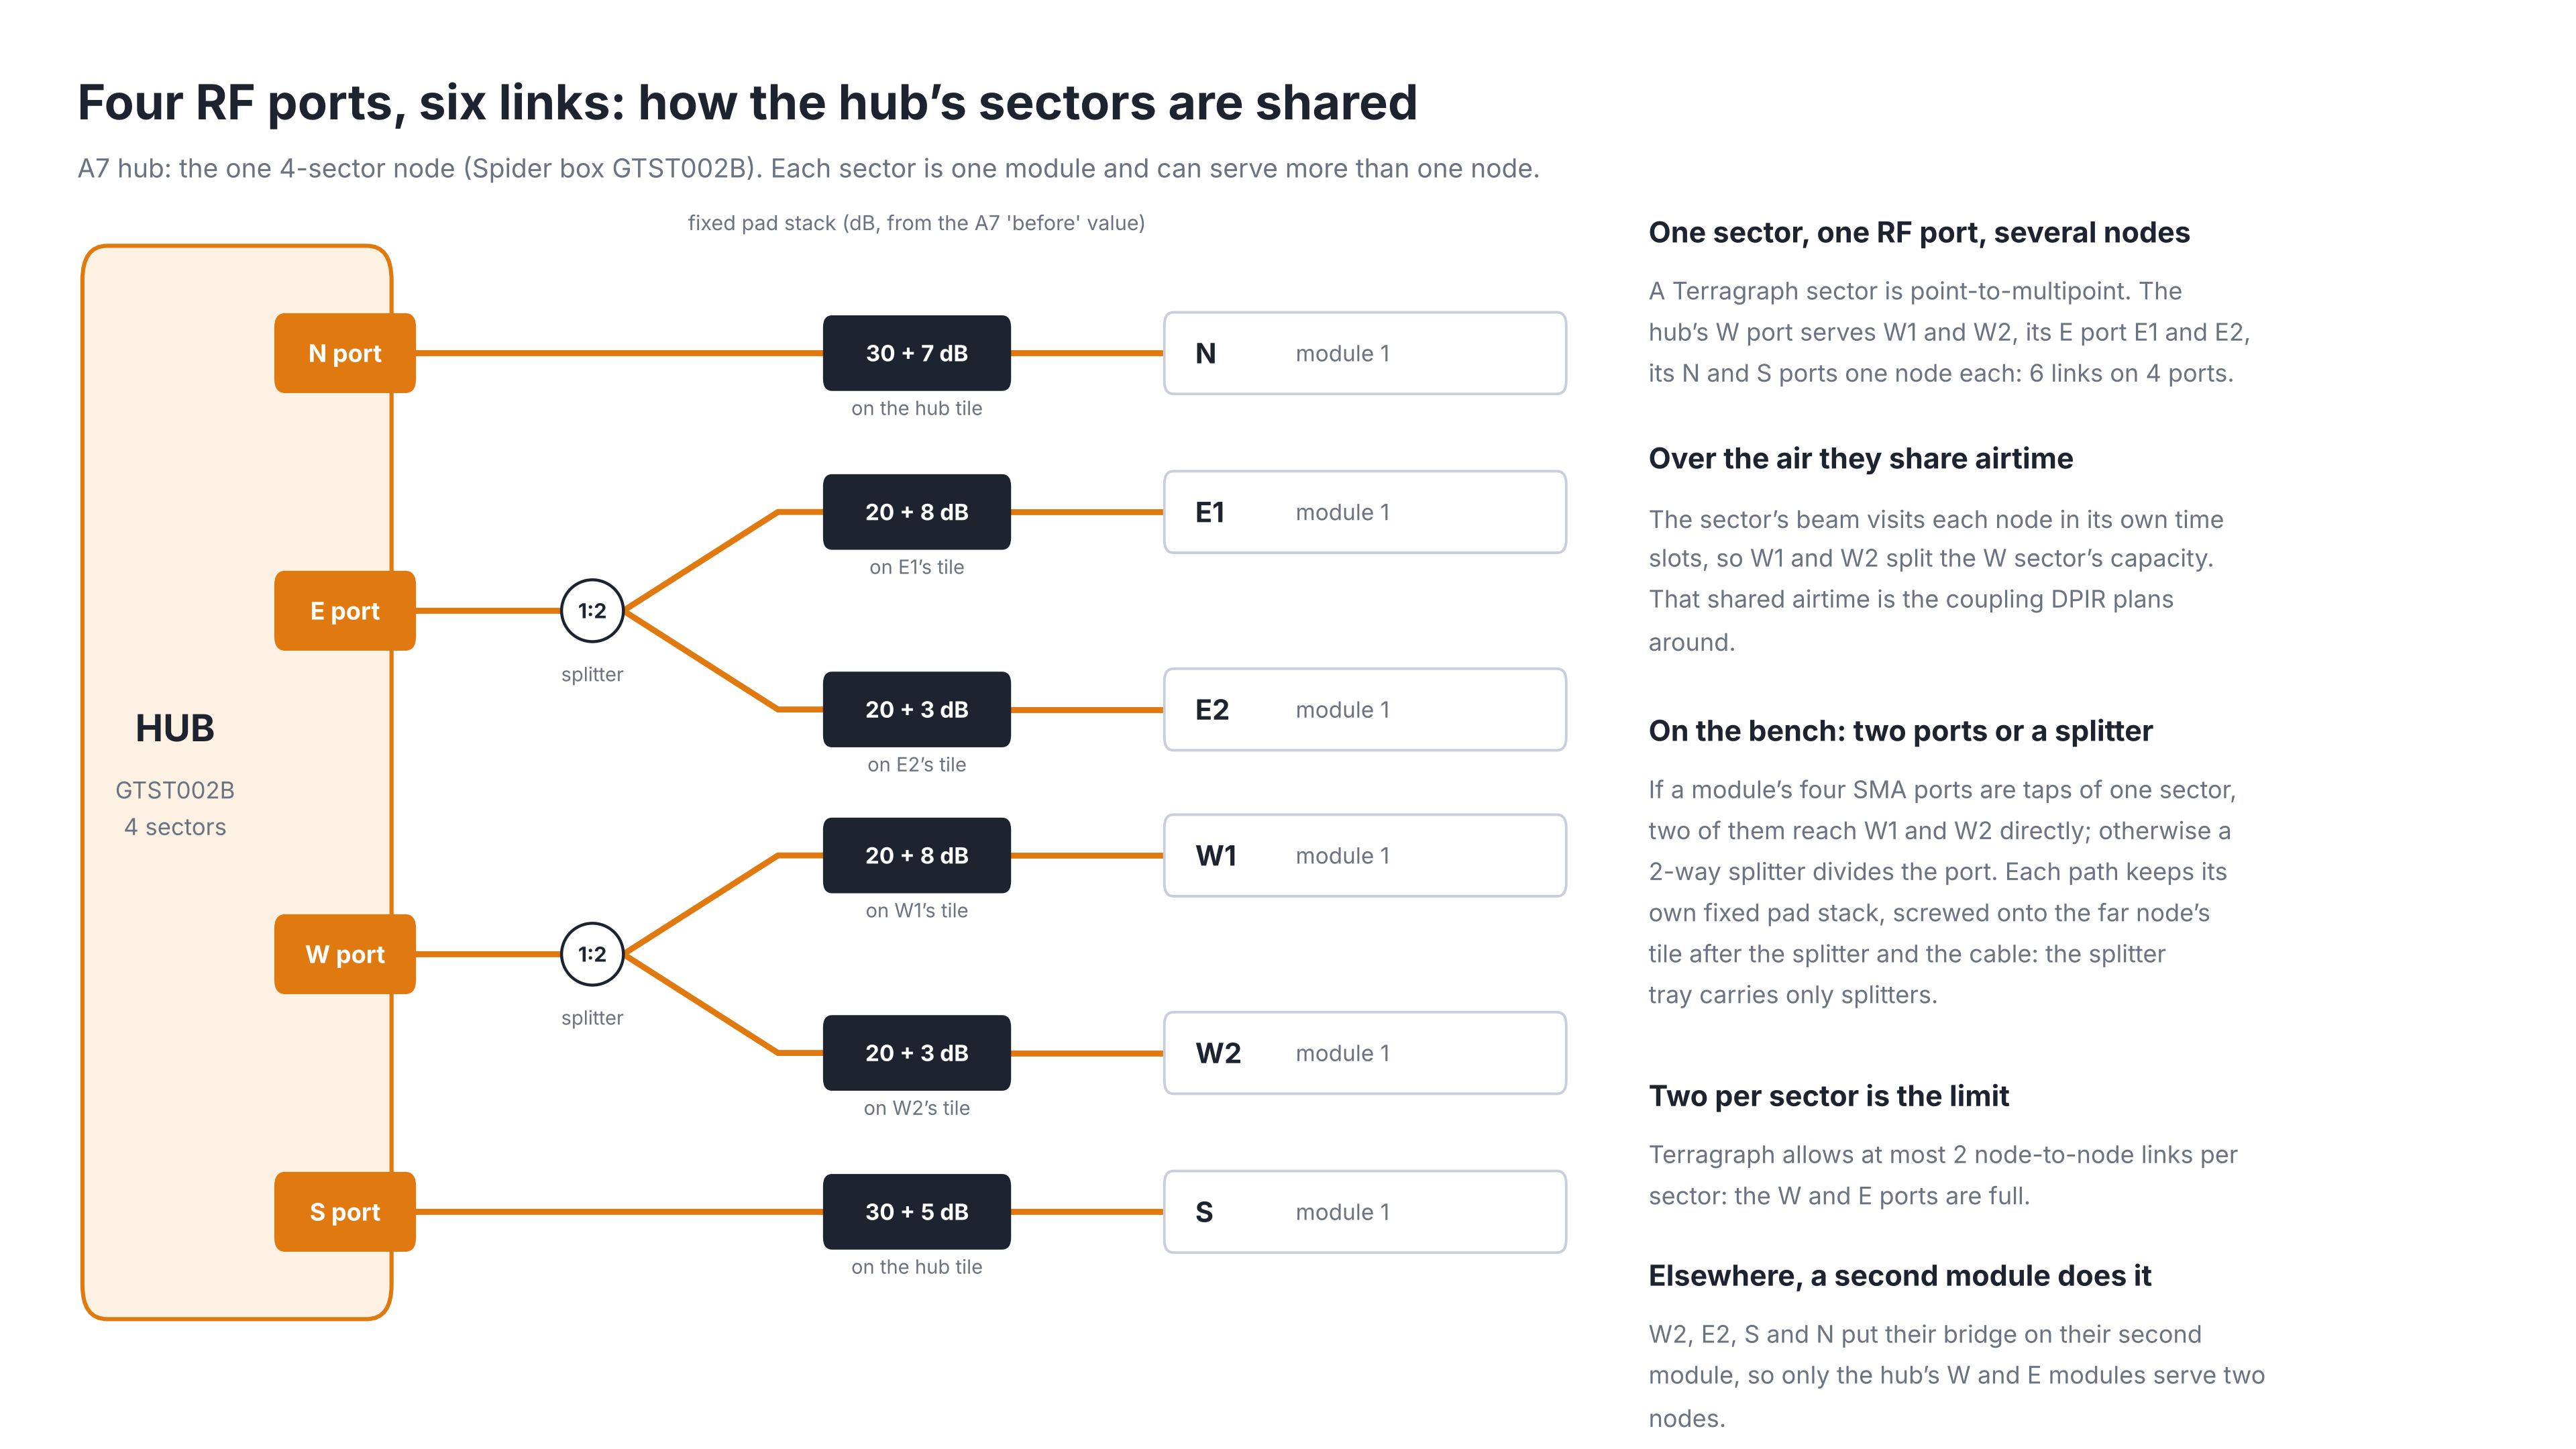 Four RF ports, six links: how the hub’s sectors are shared
A7 hub: the one 4-sector node (Spider box GTST002B). Each sector is one module and can serve more than one node.
fixed pad stack (dB, from the A7 'before' value)
HUB
GTST002B
4 sectors
N port
30 + 7 dB
on the hub tile
N module 1
E port
1:2
splitter
20 + 8 dB
on E1’s tile
E1 module 1
20 + 3 dB
on E2’s tile
E2 module 1
W port
1:2
splitter
20 + 8 dB
on W1’s tile
W1 module 1
20 + 3 dB
on W2’s tile
W2 module 1
S port
30 + 5 dB
on the hub tile
S module 1
One sector, one RF port, several nodes
A Terragraph sector is point-to-multipoint. The
hub’s W port serves W1 and W2, its E port E1 and E2,
its N and S ports one node each: 6 links on 4 ports.
Over the air they share airtime
The sector’s beam visits each node in its own time
slots, so W1 and W2 split the W sector’s capacity.
That shared airtime is the coupling DPIR plans
around.
On the bench: two ports or a splitter
If a module’s four SMA ports are taps of one sector,
two of them reach W1 and W2 directly; otherwise a
2-way splitter divides the port. Each path keeps its
own fixed pad stack, screwed onto the far node’s
tile after the splitter and the cable: the splitter
tray carries only splitters.
Two per sector is the limit
Terragraph allows at most 2 node-to-node links per
sector: the W and E ports are full.
Elsewhere, a second module does it
W2, E2, S and N put their bridge on their second
module, so only the hub’s W and E modules serve two
nodes.